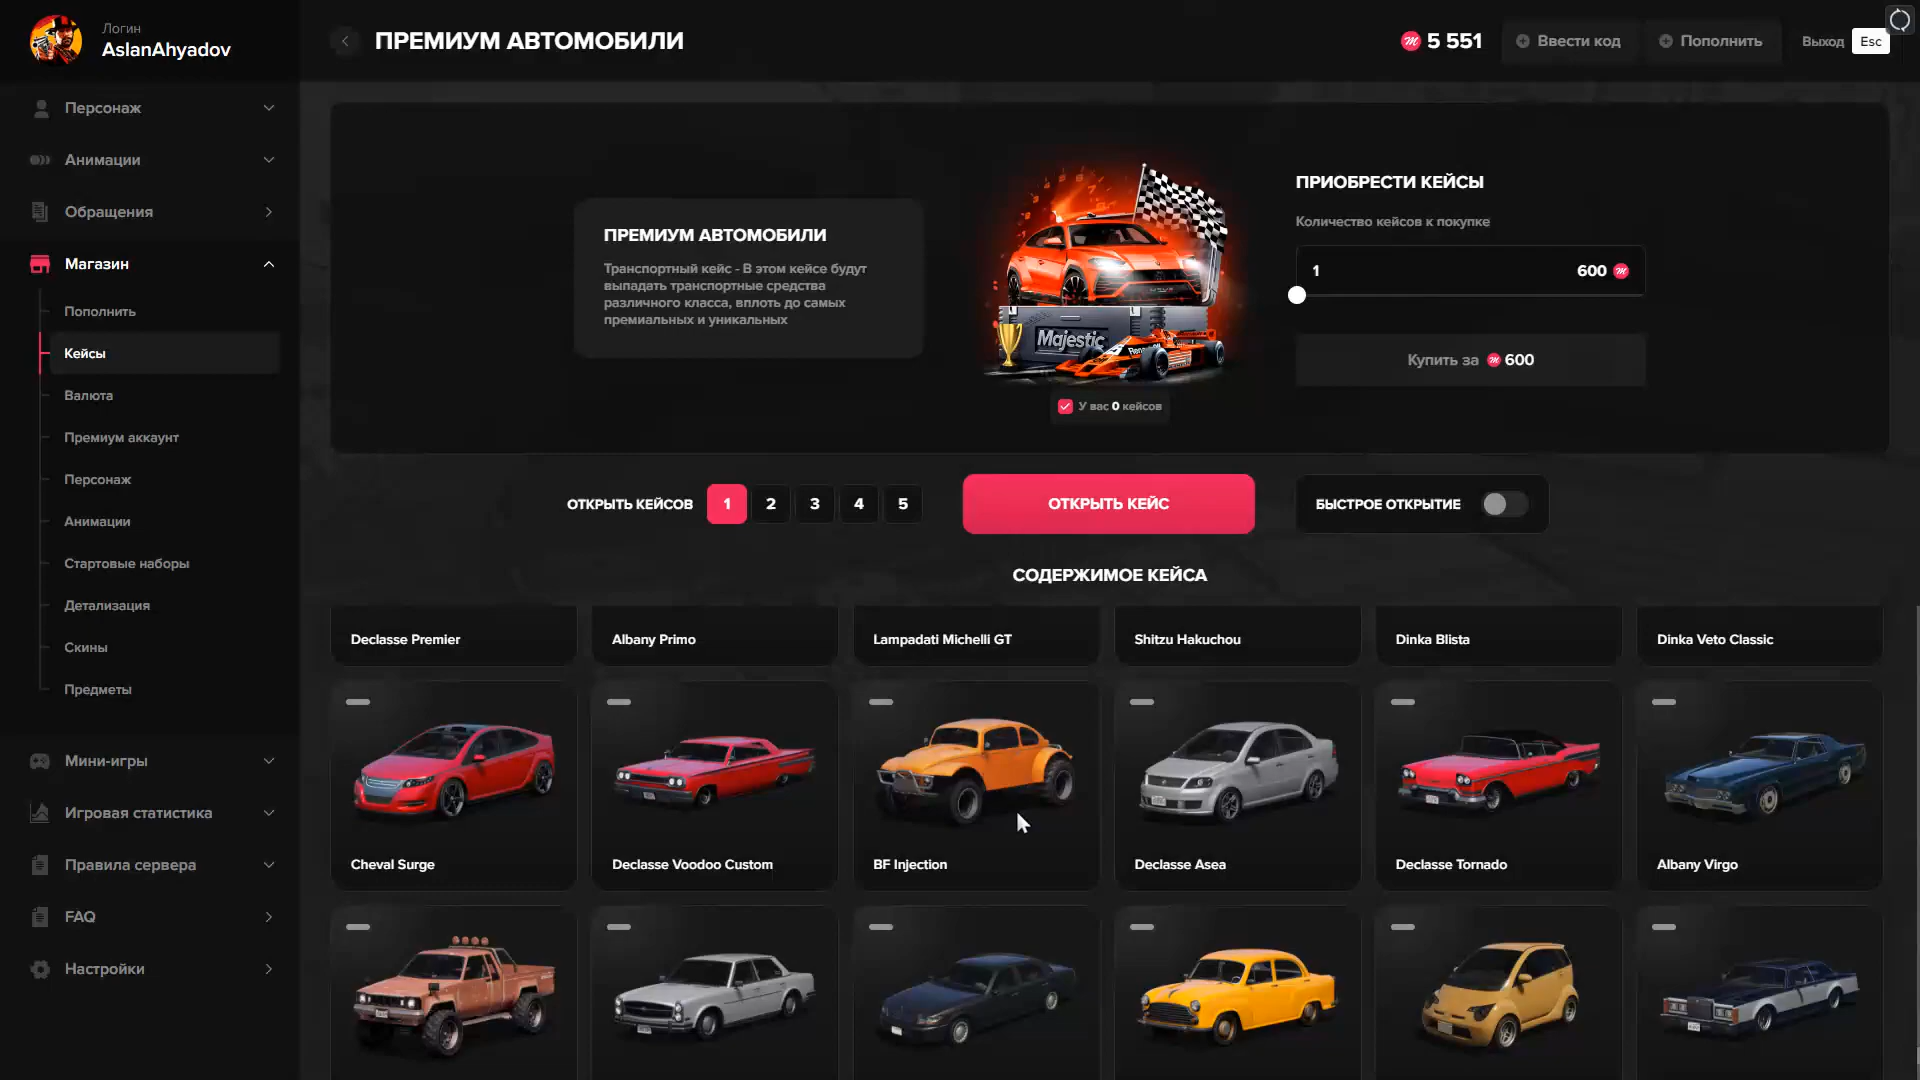 Логин
AslanAhyadov
ПРЕМИУМ АВТОМОБИЛИ
5 551
Ввести код
Пополнить
Выход
Esc
Персонаж
Анимации
Обращения
Магазин
Пополнить
Кейсы
Валюта
Премиум аккаунт
Персонаж
Анимации
Стартовые наборы
Детализация
Скины
Предметы
Мини-игры
Игровая статистика
Правила сервера
FAQ
Настройки
ПРЕМИУМ АВТОМОБИЛИ
Транспортный кейс - В этом кейсе будут
выпадать транспортные средства
различного класса, вплоть до самых
премиальных и уникальных
Majestic
У вас 0 кейсов
ПРИОБРЕСТИ КЕЙСЫ
Количество кейсов к покупке
1 600
Купить за 600
ОТКРЫТЬ КЕЙСОВ 1 2 3 4 5
ОТКРЫТЬ КЕЙС
БЫСТРОЕ ОТКРЫТИЕ
СОДЕРЖИМОЕ КЕЙСА
Declasse Premier
Albany Primo
Lampadati Michelli GT
Shitzu Hakuchou
Dinka Blista
Dinka Veto Classic
Cheval Surge
Declasse Voodoo Custom
BF Injection
Declasse Asea
Declasse Tornado
Albany Virgo